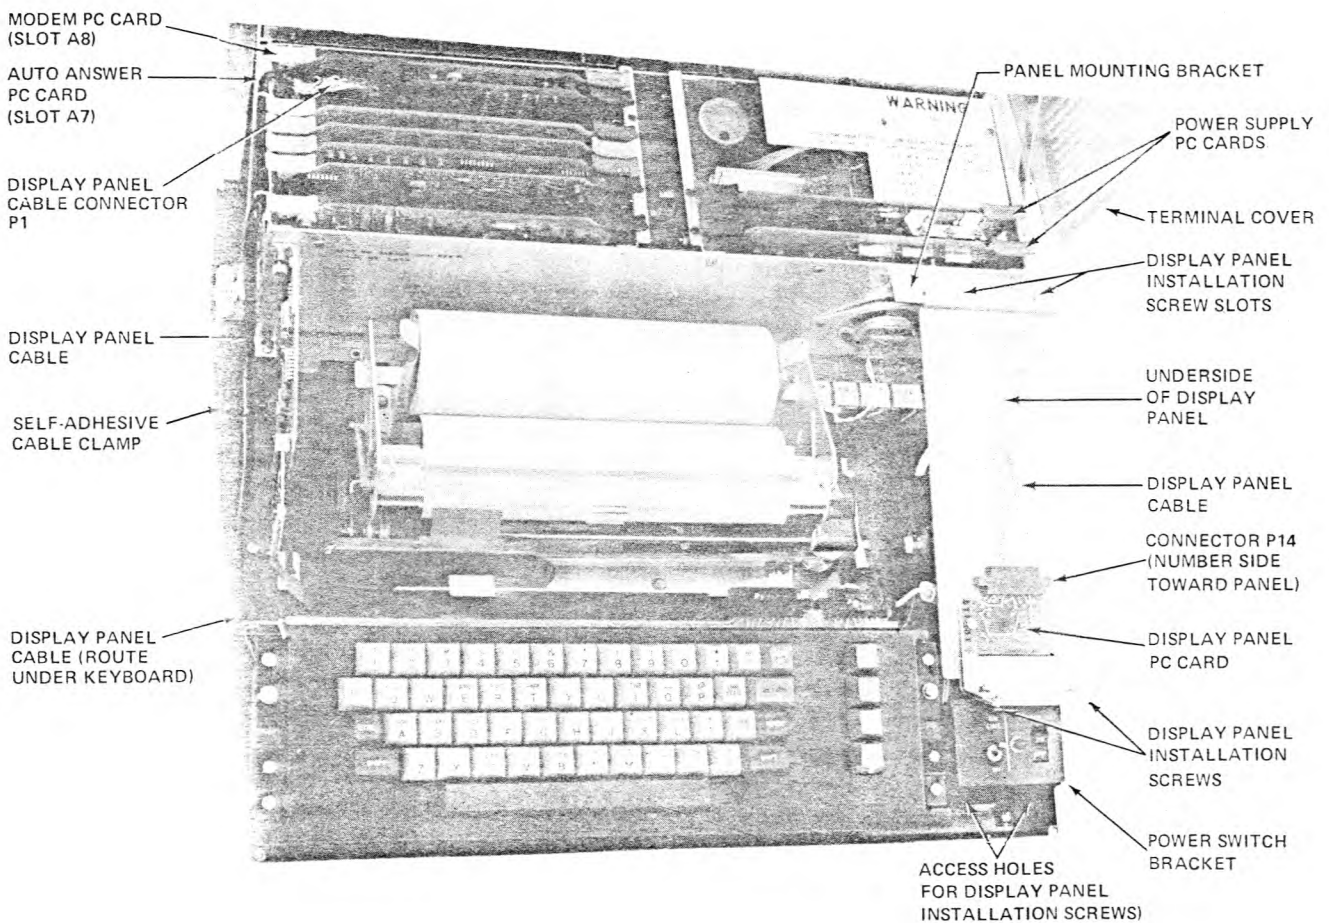 MODEM PC CARD
(SLOT A8)
AUTO ANSWER
PC CARD
(SLOT A7)
DISPLAY PANEL
CABLE CONNECTOR
P1
DISPLAY PANEL
CABLE
SELF-ADHESIVE
CABLE CLAMP
DISPLAY PANEL
CABLE (ROUTE
UNDER KEYBOARD)
WARNING
PANEL MOUNTING BRACKET
POWER SUPPLY
PC CARDS
TERMINAL COVER
DISPLAY PANEL
INSTALLATION
SCREW SLOTS
UNDERSIDE
OF DISPLAY
PANEL
DISPLAY PANEL
CABLE
CONNECTOR P14
(NUMBER SIDE
TOWARD PANEL)
DISPLAY PANEL
PC CARD
DISPLAY PANEL
INSTALLATION
SCREWS
POWER SWITCH
BRACKET
ACCESS HOLES
FOR DISPLAY PANEL
INSTALLATION SCREWS)